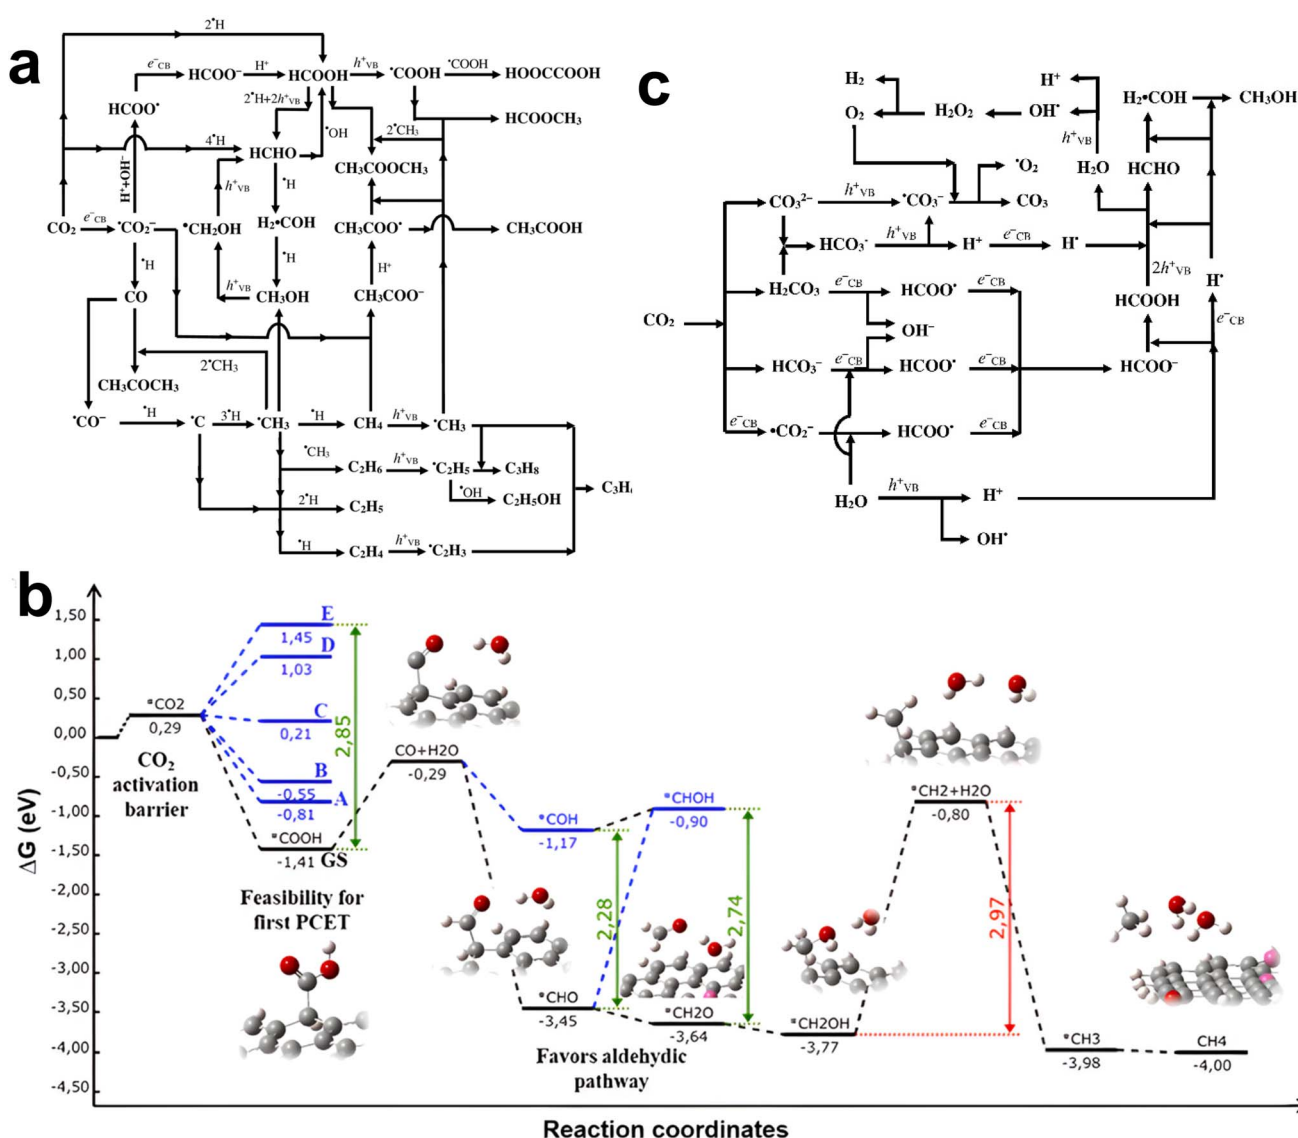 a
2•H
e⁻CB
HCOO⁻
H⁺
HCOOH
h⁺VB
•COOH
•COOH
HOOCCOOH
HCOO•
2•H+2h⁺VB
•OH
2•CH₃
HCOOCH₃
4•H
HCHO
CH₃COOCH₃
H⁺+OH⁻
h⁺VB
•H
CO₂
e⁻CB
•CO₂⁻
•CH₂OH
H₂•COH
CH₃COO•
CH₃COOH
•H
•H
H⁺
CO
h⁺VB
CH₃OH
CH₃COO⁻
2•CH₃
CH₃COCH₃
•CO⁻
•H
•C
3•H
•CH₃
•H
CH₄
h⁺VB
•CH₃
•CH₃
C₂H₆
h⁺VB
•C₂H₅
C₃H₈
C₃H
2•H
C₂H₅
•OH
C₂H₅OH
•H
C₂H₄
h⁺VB
•C₂H₃
c
H₂
H⁺
H₂•COH
CH₃OH
O₂
H₂O₂
OH•
h⁺VB
•O₂
H₂O
HCHO
CO₃²⁻
h⁺VB
•CO₃⁻
CO₃
HCO₃⁻
h⁺VB
H⁺
e⁻CB
H•
2h⁺VB
H•
H₂CO₃
e⁻CB
HCOO•
e⁻CB
HCOOH
CO₂
OH⁻
e⁻CB
HCO₃⁻
e⁻CB
HCOO•
e⁻CB
HCOO⁻
e⁻CB
•CO₂⁻
HCOO•
e⁻CB
H₂O
h⁺VB
H⁺
OH•
b
ΔG (eV)
1,50
1,00
0,50
0,00
-0,50
-1,00
-1,50
-2,00
-2,50
-3,00
-3,50
-4,00
-4,50
*CO2
0,29
CO₂
activation
barrier
E
1,45
D
1,03
C
0,21
B
-0,55
A
-0,81
*COOH
-1,41
GS
2,85
Feasibility for
first PCET
CO+H2O
-0,29
*COH
-1,17
*CHO
-3,45
2,28
Favors aldehydic
pathway
*CHOH
-0,90
2,74
*CH2O
-3,64
*CH2OH
-3,77
*CH2+H2O
-0,80
2,97
*CH3
-3,98
CH4
-4,00
Reaction coordinates